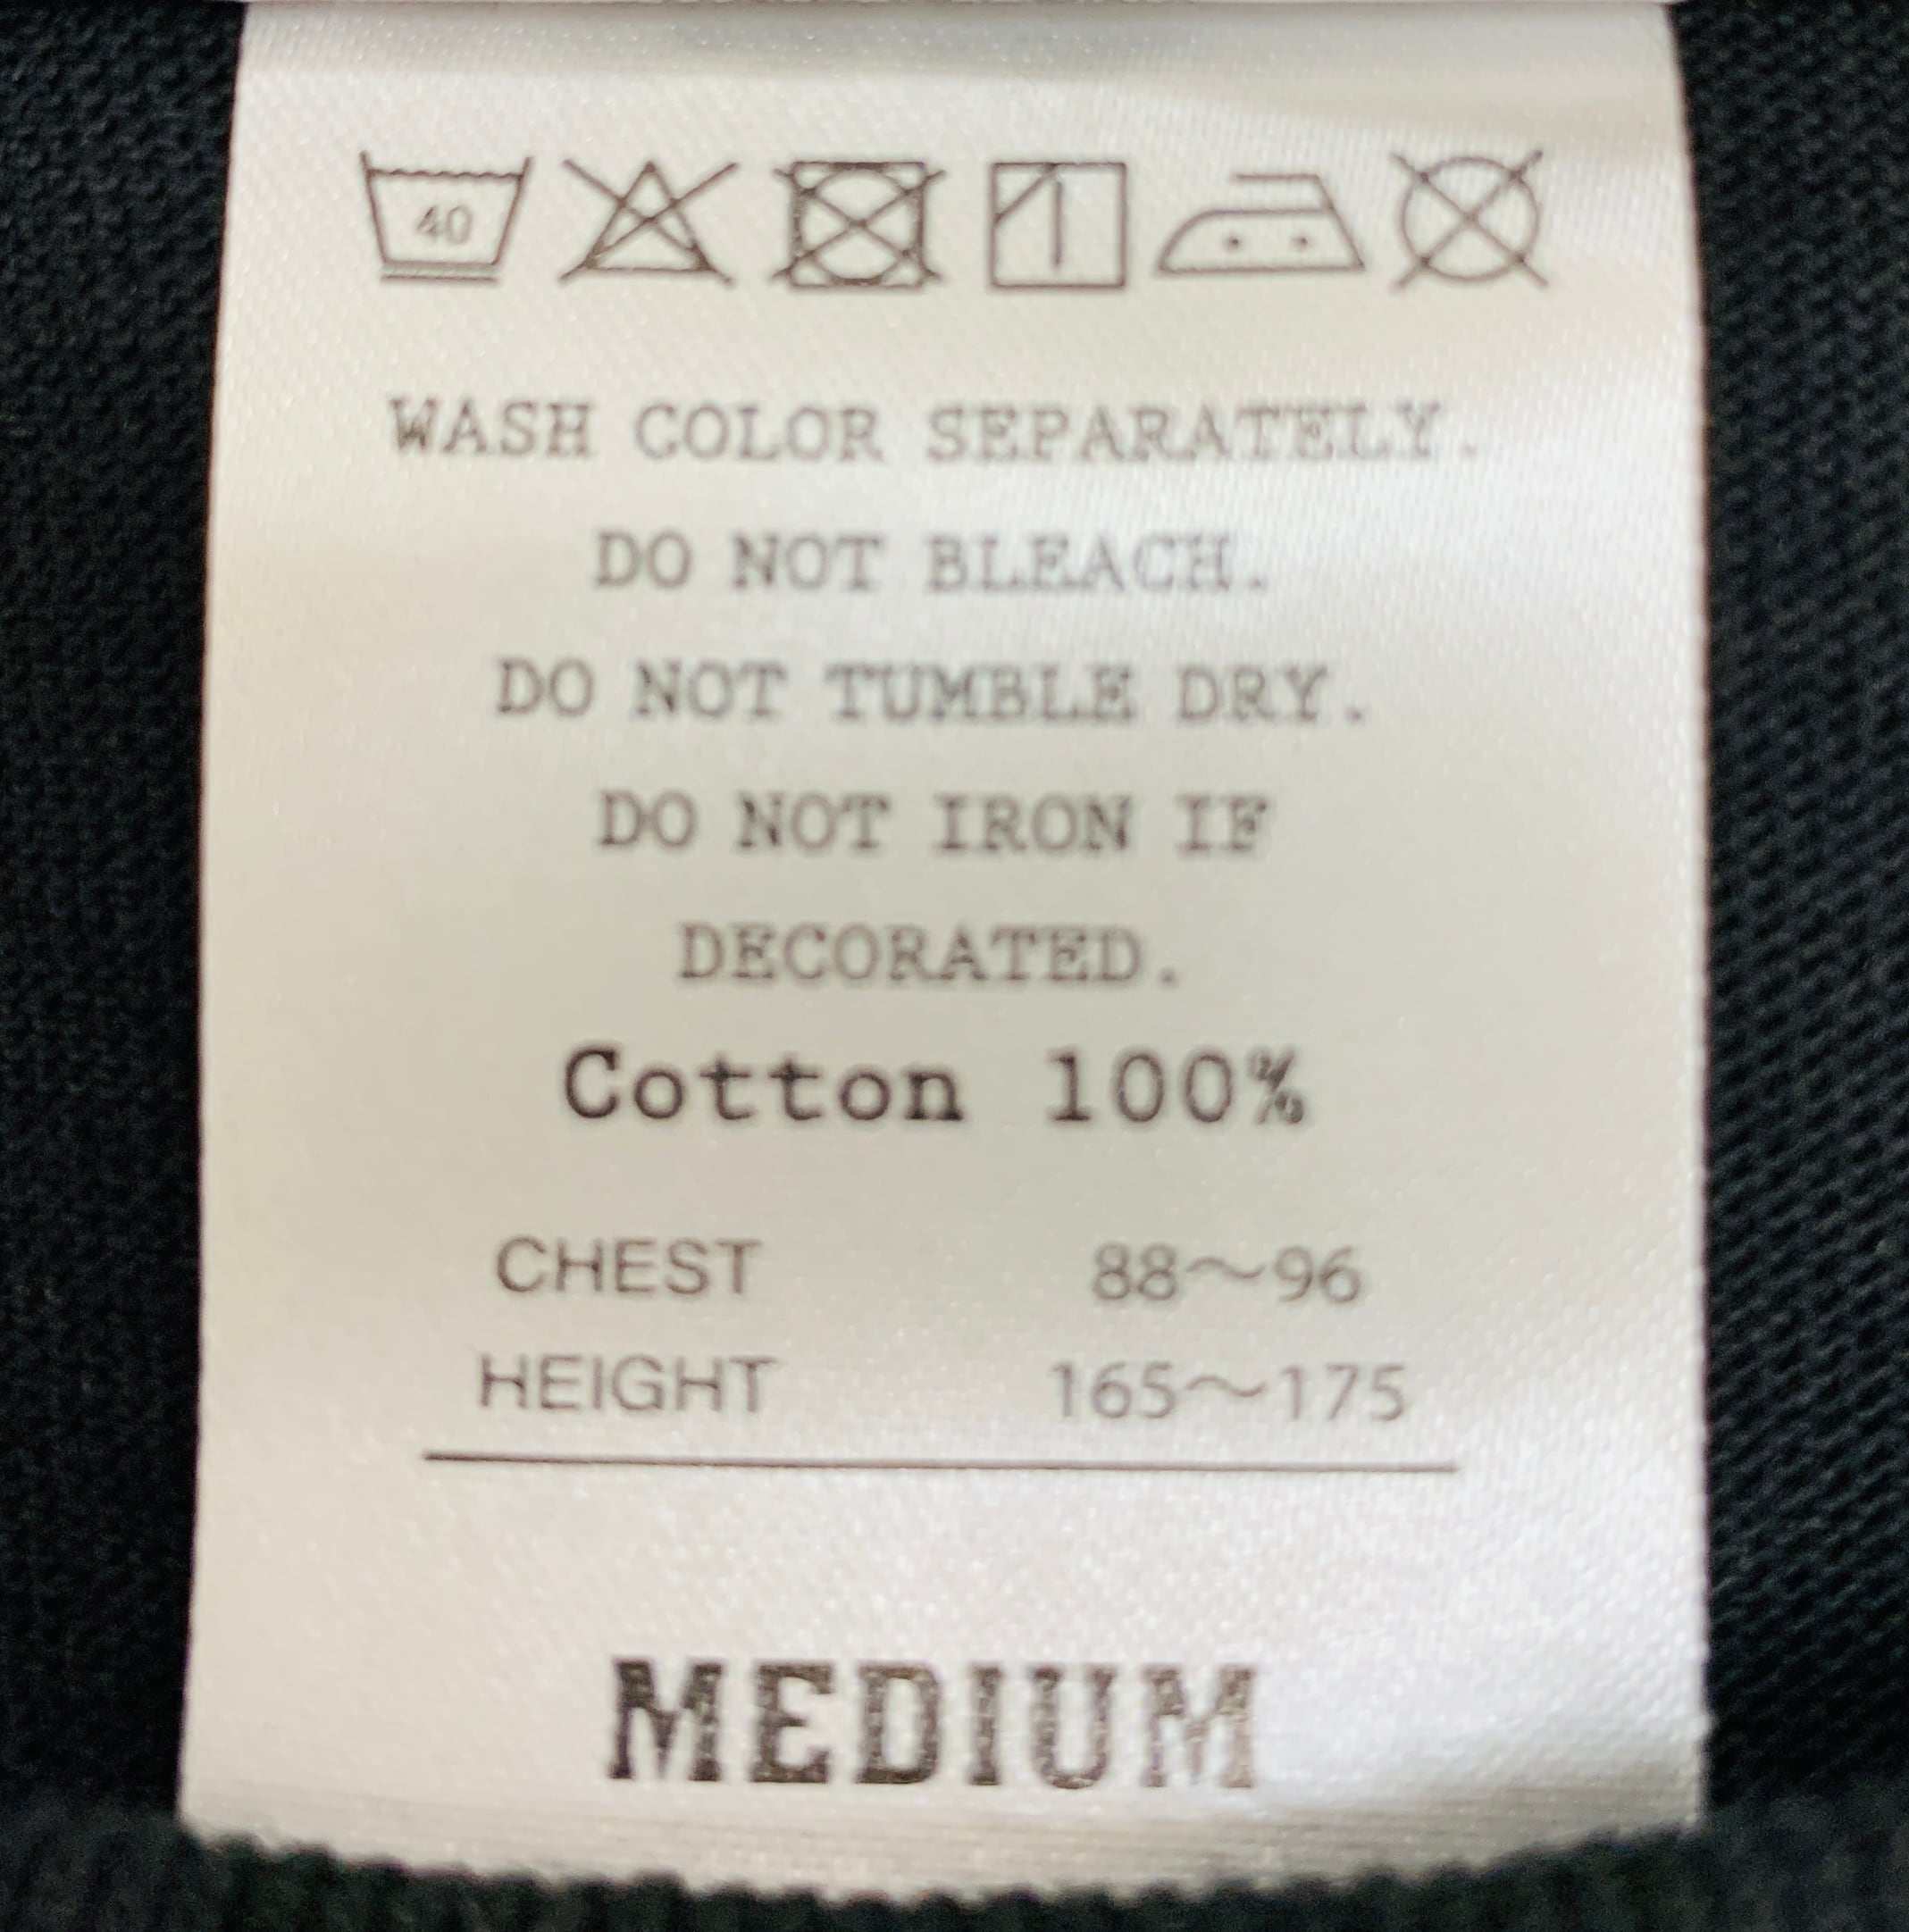 40
WASH COLOR SEPARATELY.
DO NOT BLEACH.
DO NOT TUMBLE DRY.
DO NOT IRON IF
DECORATED.
Cotton 100%
CHEST 88～96
HEIGHT 165～175
MEDIUM